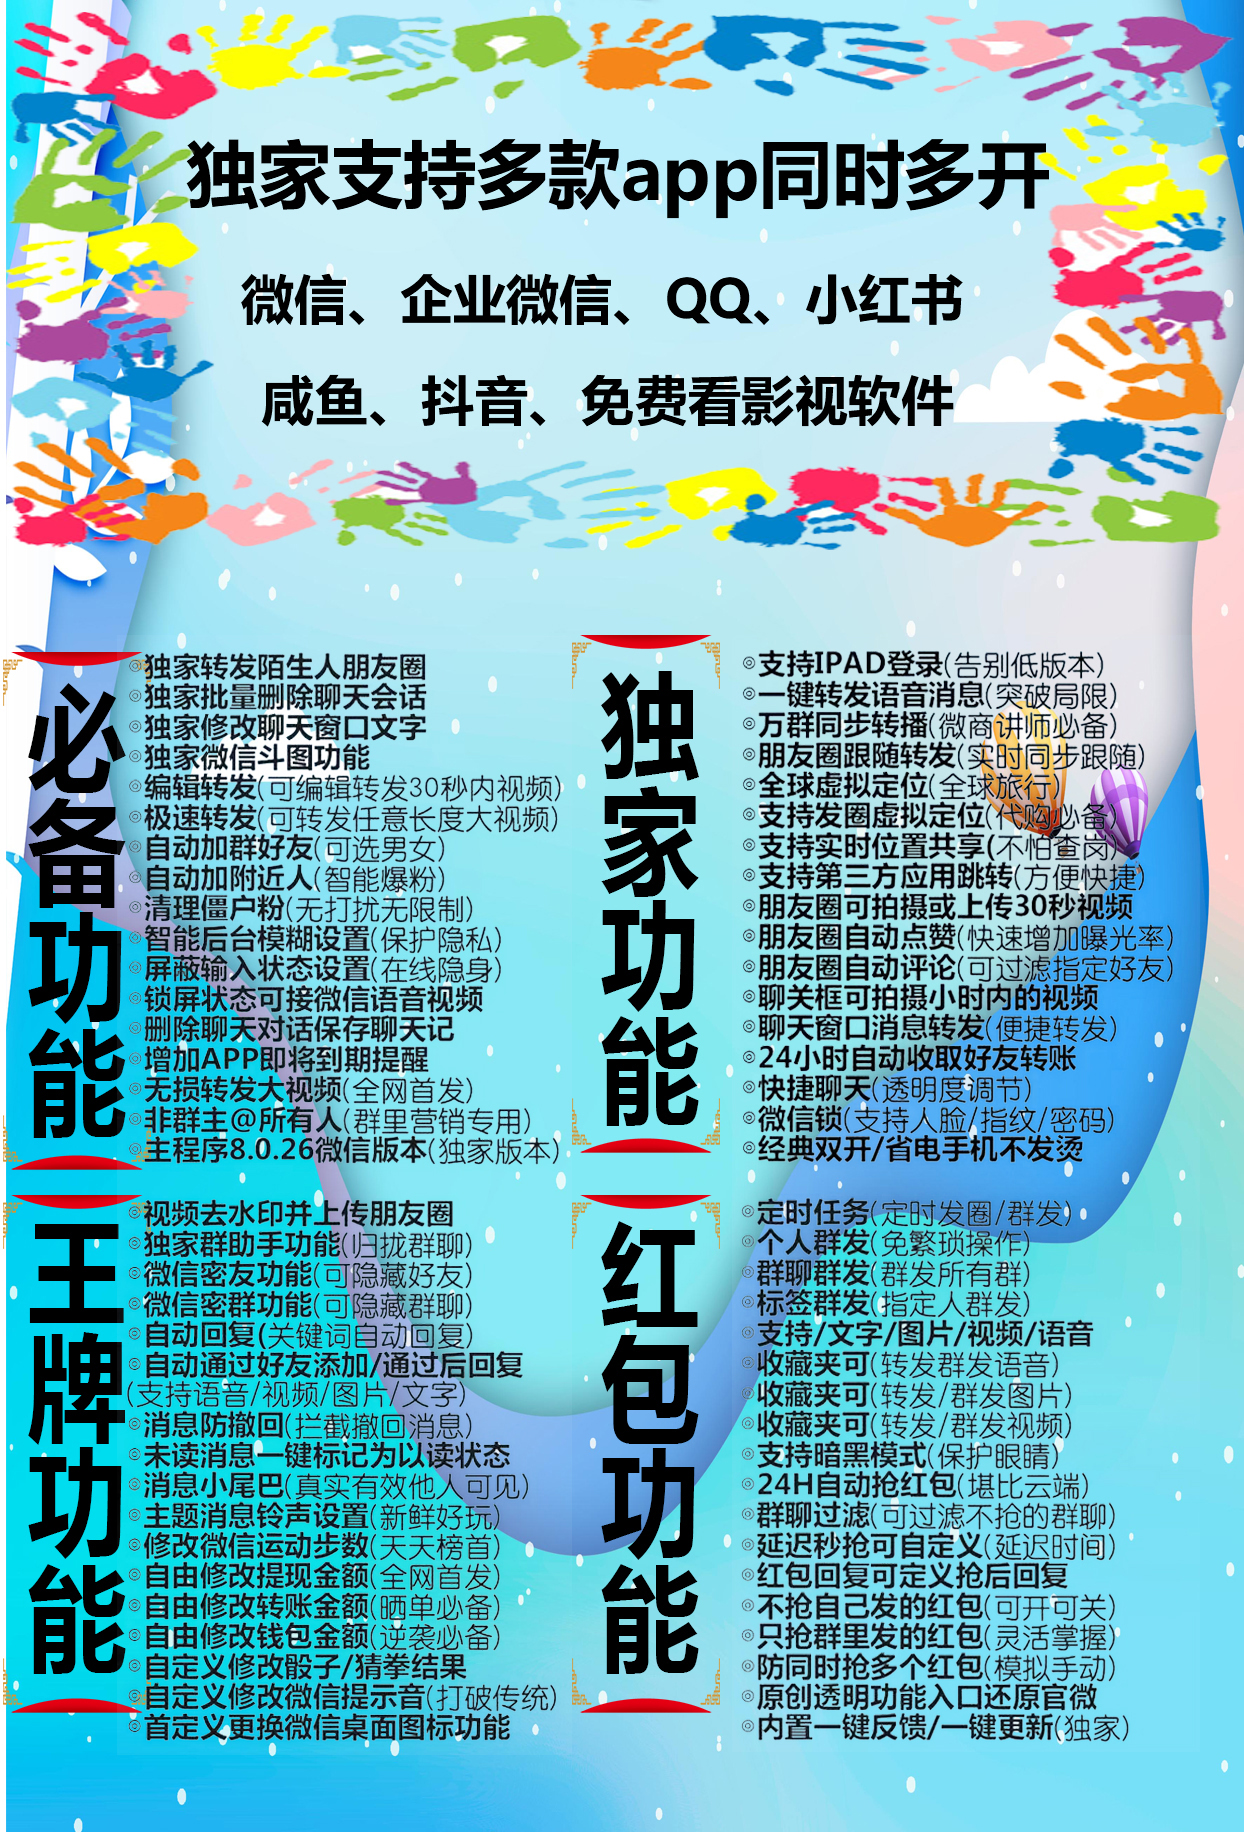 独家支持多款app同时多开
微信、企业微信、QQ、小红书
咸鱼、抖音、免费看影视软件
必备功能
◎独家转发陌生人朋友圈
◎独家批量删除聊天会话
◎独家修改聊天窗口文字
◎独家微信斗图功能
◎编辑转发(可编辑转发30秒内视频)
◎极速转发(可转发任意长度大视频)
◎自动加群好友(可选男女)
◎自动加附近人(智能爆粉)
◎清理僵户粉(无打扰无限制)
◎智能后台模糊设置(保护隐私)
◎屏蔽输入状态设置(在线隐身)
◎锁屏状态可接微信语音视频
◎删除聊天对话保存聊天记
◎增加APP即将到期提醒
◎无损转发大视频(全网首发)
◎非群主@所有人(群里营销专用)
◎主程序8.0.26微信版本(独家版本)
独家功能
◎支持IPAD登录(告别低版本)
◎一键转发语音消息(突破局限)
◎万群同步转播(微商讲师必备)
◎朋友圈跟随转发(实时同步跟随)
◎全球虚拟定位(全球旅行)
◎支持发圈虚拟定位(代购必备)
◎支持实时位置共享(不怕查岗)
◎支持第三方应用跳转(方便快捷)
◎朋友圈可拍摄或上传30秒视频
◎朋友圈自动点赞(快速增加曝光率)
◎朋友圈自动评论(可过滤指定好友)
◎聊关框可拍摄小时内的视频
◎聊天窗口消息转发(便捷转发)
◎24小时自动收取好友转账
◎快捷聊天(透明度调节)
◎微信锁(支持人脸/指纹/密码)
◎经典双开/省电手机不发烫
王牌功能
◎视频去水印并上传朋友圈
◎独家群助手功能(归拢群聊)
◎微信密友功能(可隐藏好友)
◎微信密群功能(可隐藏群聊)
◎自动回复(关键词自动回复)
◎自动通过好友添加/通过后回复
(支持语音/视频/图片/文字)
◎消息防撤回(拦截撤回消息)
◎未读消息一键标记为以读状态
◎消息小尾巴(真实有效他人可见)
◎主题消息铃声设置(新鲜好玩)
◎修改微信运动步数(天天榜首)
◎自由修改提现金额(全网首发)
◎自由修改转账金额(晒单必备)
◎自由修改钱包金额(逆袭必备)
◎自定义修改骰子/猜拳结果
◎自定义修改微信提示音(打破传统)
◎首定义更换微信桌面图标功能
红包功能
◎定时任务(定时发圈/群发)
◎个人群发(免繁琐操作)
◎群聊群发(群发所有群)
◎标签群发(指定人群发)
◎支持/文字/图片/视频/语音
◎收藏夹可(转发群发语音)
◎收藏夹可(转发/群发图片)
◎收藏夹可(转发/群发视频)
◎支持暗黑模式(保护眼睛)
◎24H自动抢红包(堪比云端)
◎群聊过滤(可过滤不抢的群聊)
◎延迟秒抢可自定义(延迟时间)
◎红包回复可定义抢后回复
◎不抢自己发的红包(可开可关)
◎只抢群里发的红包(灵活掌握)
◎防同时抢多个红包(模拟手动)
◎原创透明功能入口还原官微
◎内置一键反馈/一键更新(独家)